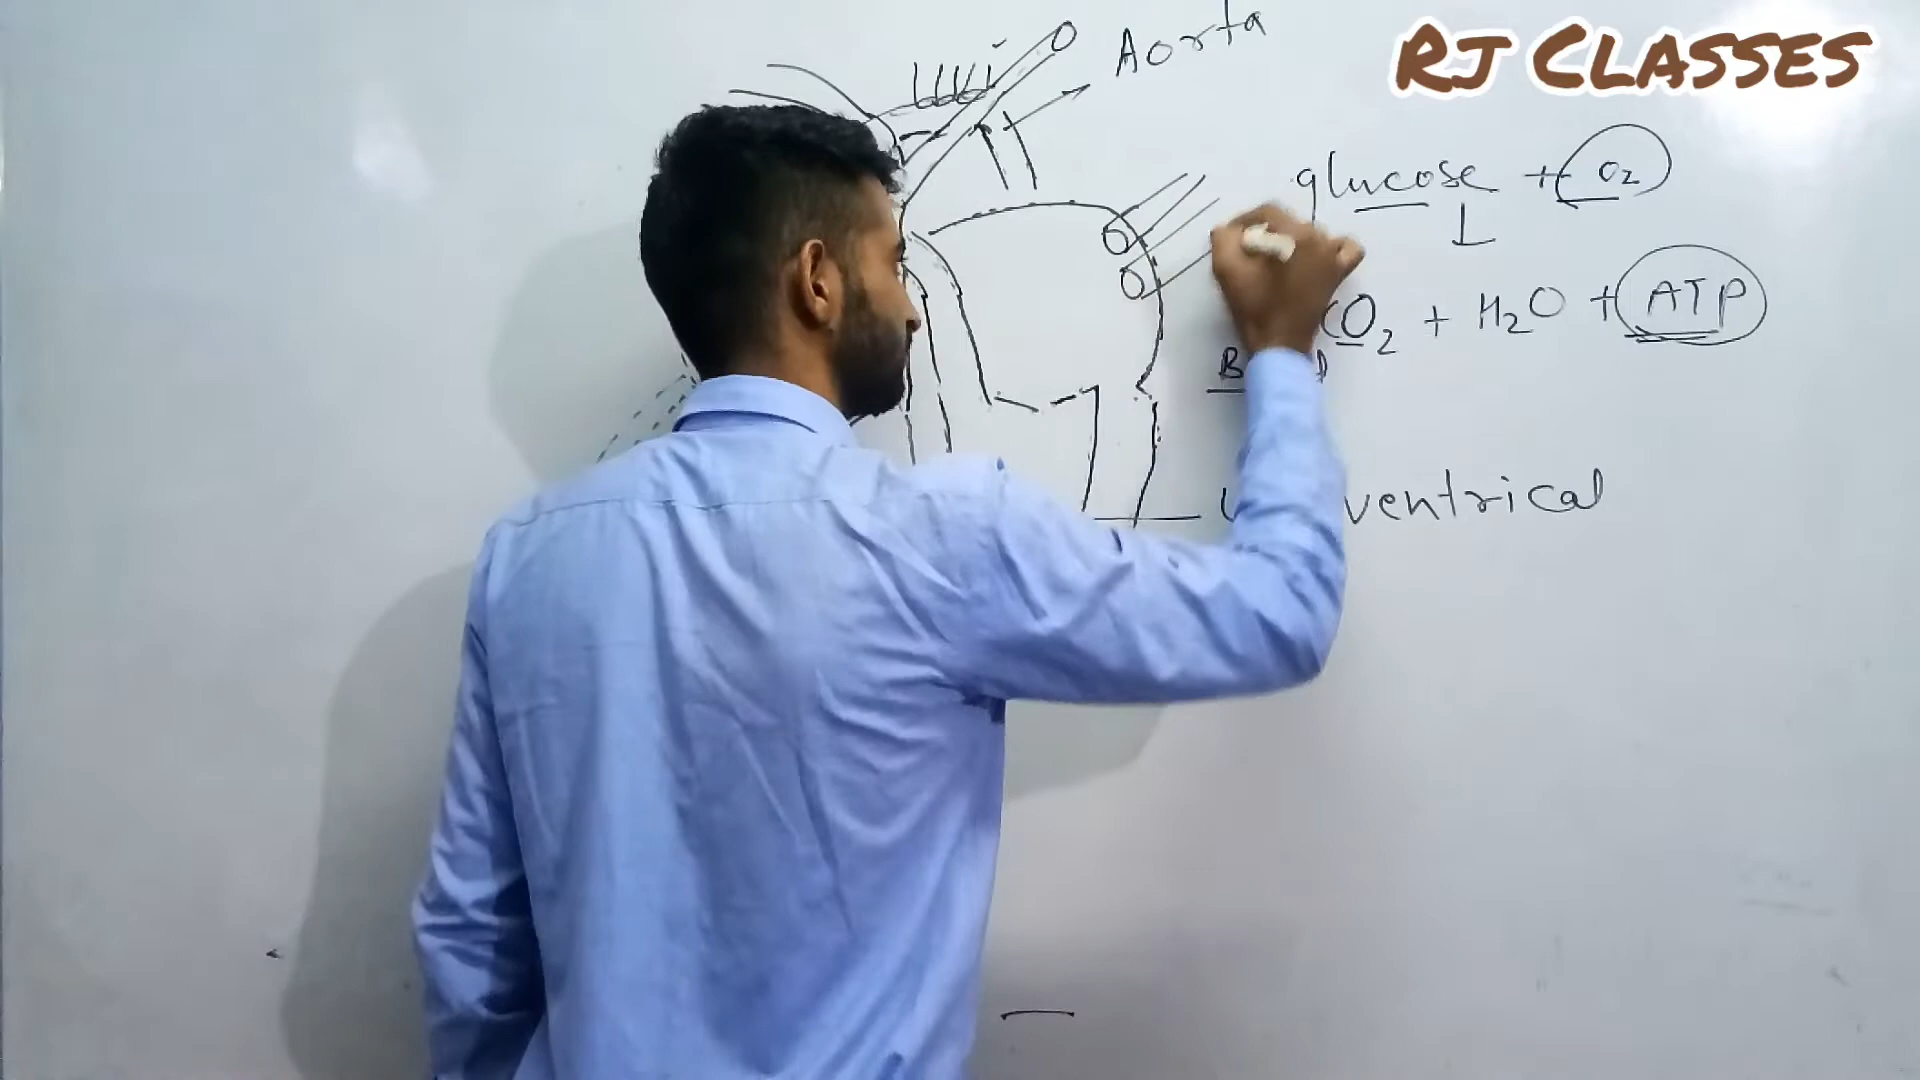 RJ CLASSES
Aorta
glucose + O2
CO2 + H2O + ATP
ventrical